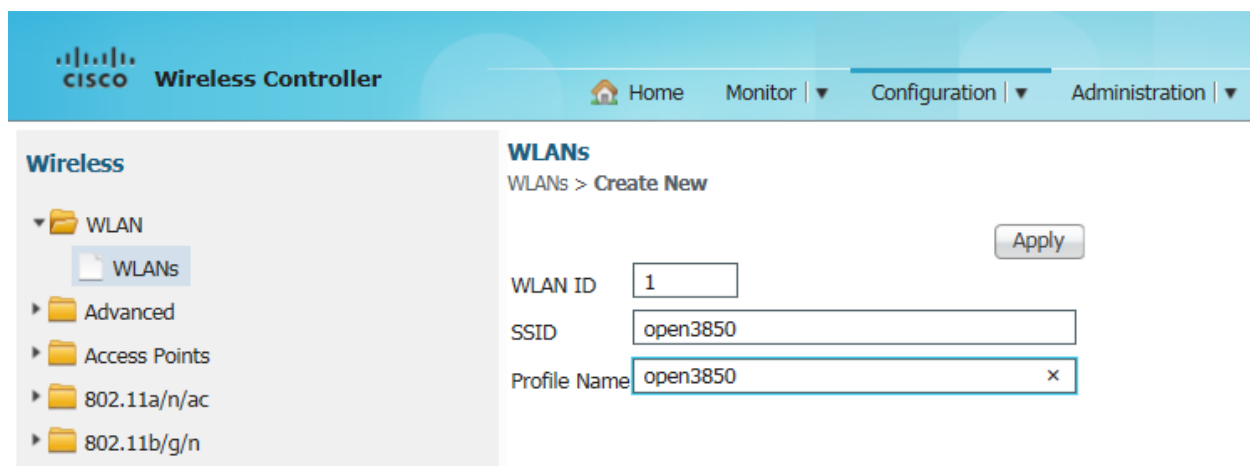 CISCO Wireless Controller
Home Monitor | ▼ Configuration | ▼ Administration | ▼
Wireless
WLAN
WLANs
Advanced
Access Points
802.11a/n/ac
802.11b/g/n
WLANs
WLANs > Create New
Apply
WLAN ID 1
SSID open3850
Profile Name open3850 ×